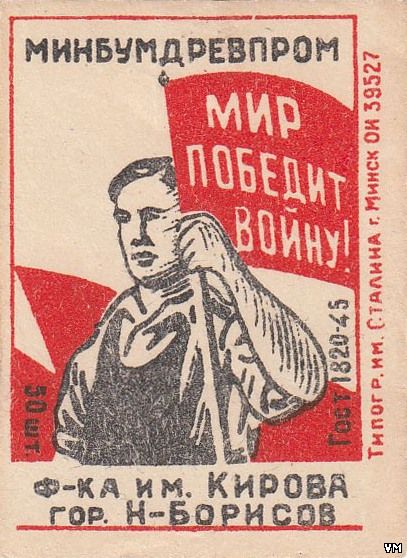 МИНБУМДРЕВПРОМ
МИР
ПОБЕДИТ
ВОЙНУ!
50 ШТ
ГОСТ 1820-45
Ф-КА ИМ. КИРОВА
ГОР. Н-БОРИСОВ
ТИПОГР. ИМ. СТАЛИНА Г. МИНСК ОИ 39527
VM